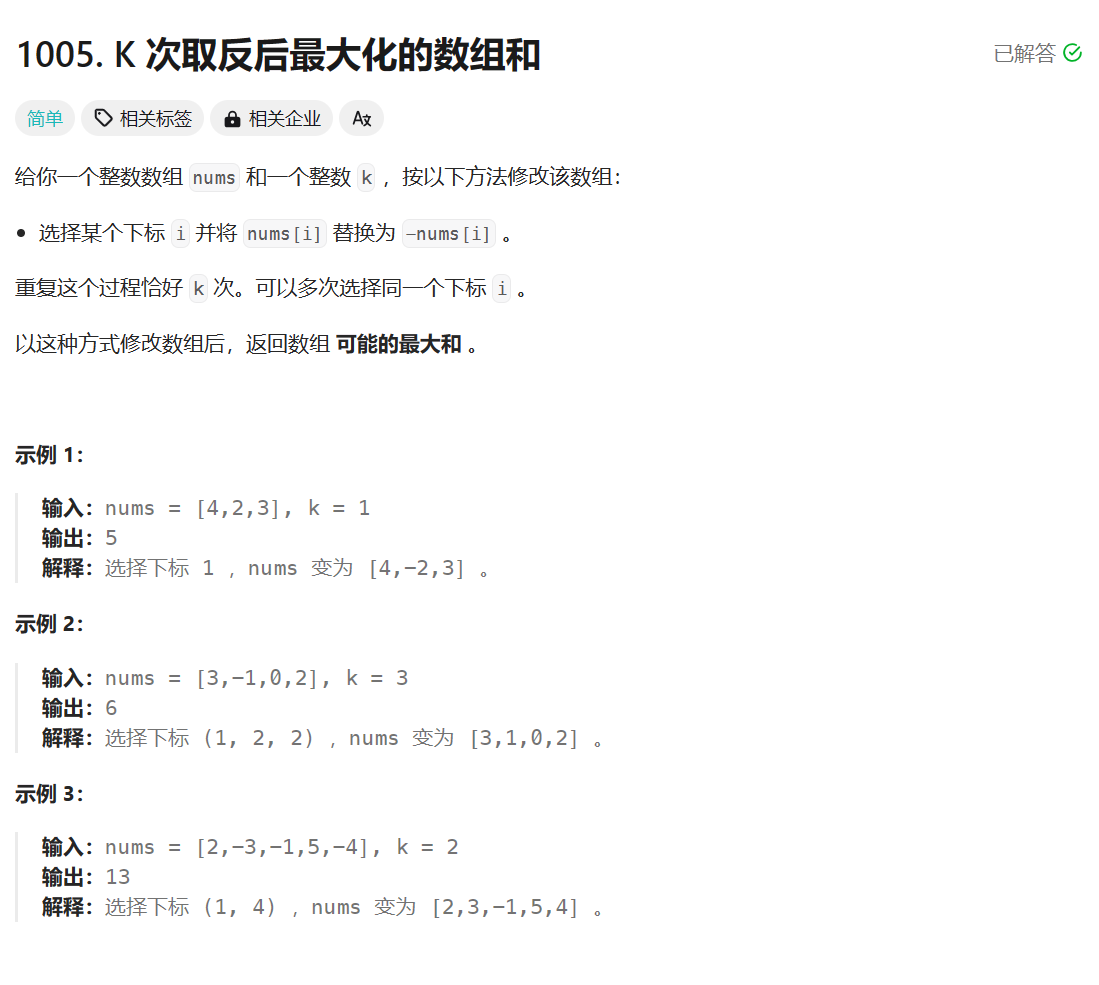 1005. K 次取反后最大化的数组和
已解答
简单 相关标签 相关企业
给你一个整数数组 nums 和一个整数 k ，按以下方法修改该数组：
选择某个下标 i 并将 nums[i] 替换为 -nums[i] 。
重复这个过程恰好 k 次。可以多次选择同一个下标 i 。
以这种方式修改数组后，返回数组 可能的最大和 。
示例 1：
输入：nums = [4,2,3], k = 1
输出：5
解释：选择下标 1 ，nums 变为 [4,-2,3] 。
示例 2：
输入：nums = [3,-1,0,2], k = 3
输出：6
解释：选择下标 (1, 2, 2) ，nums 变为 [3,1,0,2] 。
示例 3：
输入：nums = [2,-3,-1,5,-4], k = 2
输出：13
解释：选择下标 (1, 4) ，nums 变为 [2,3,-1,5,4] 。